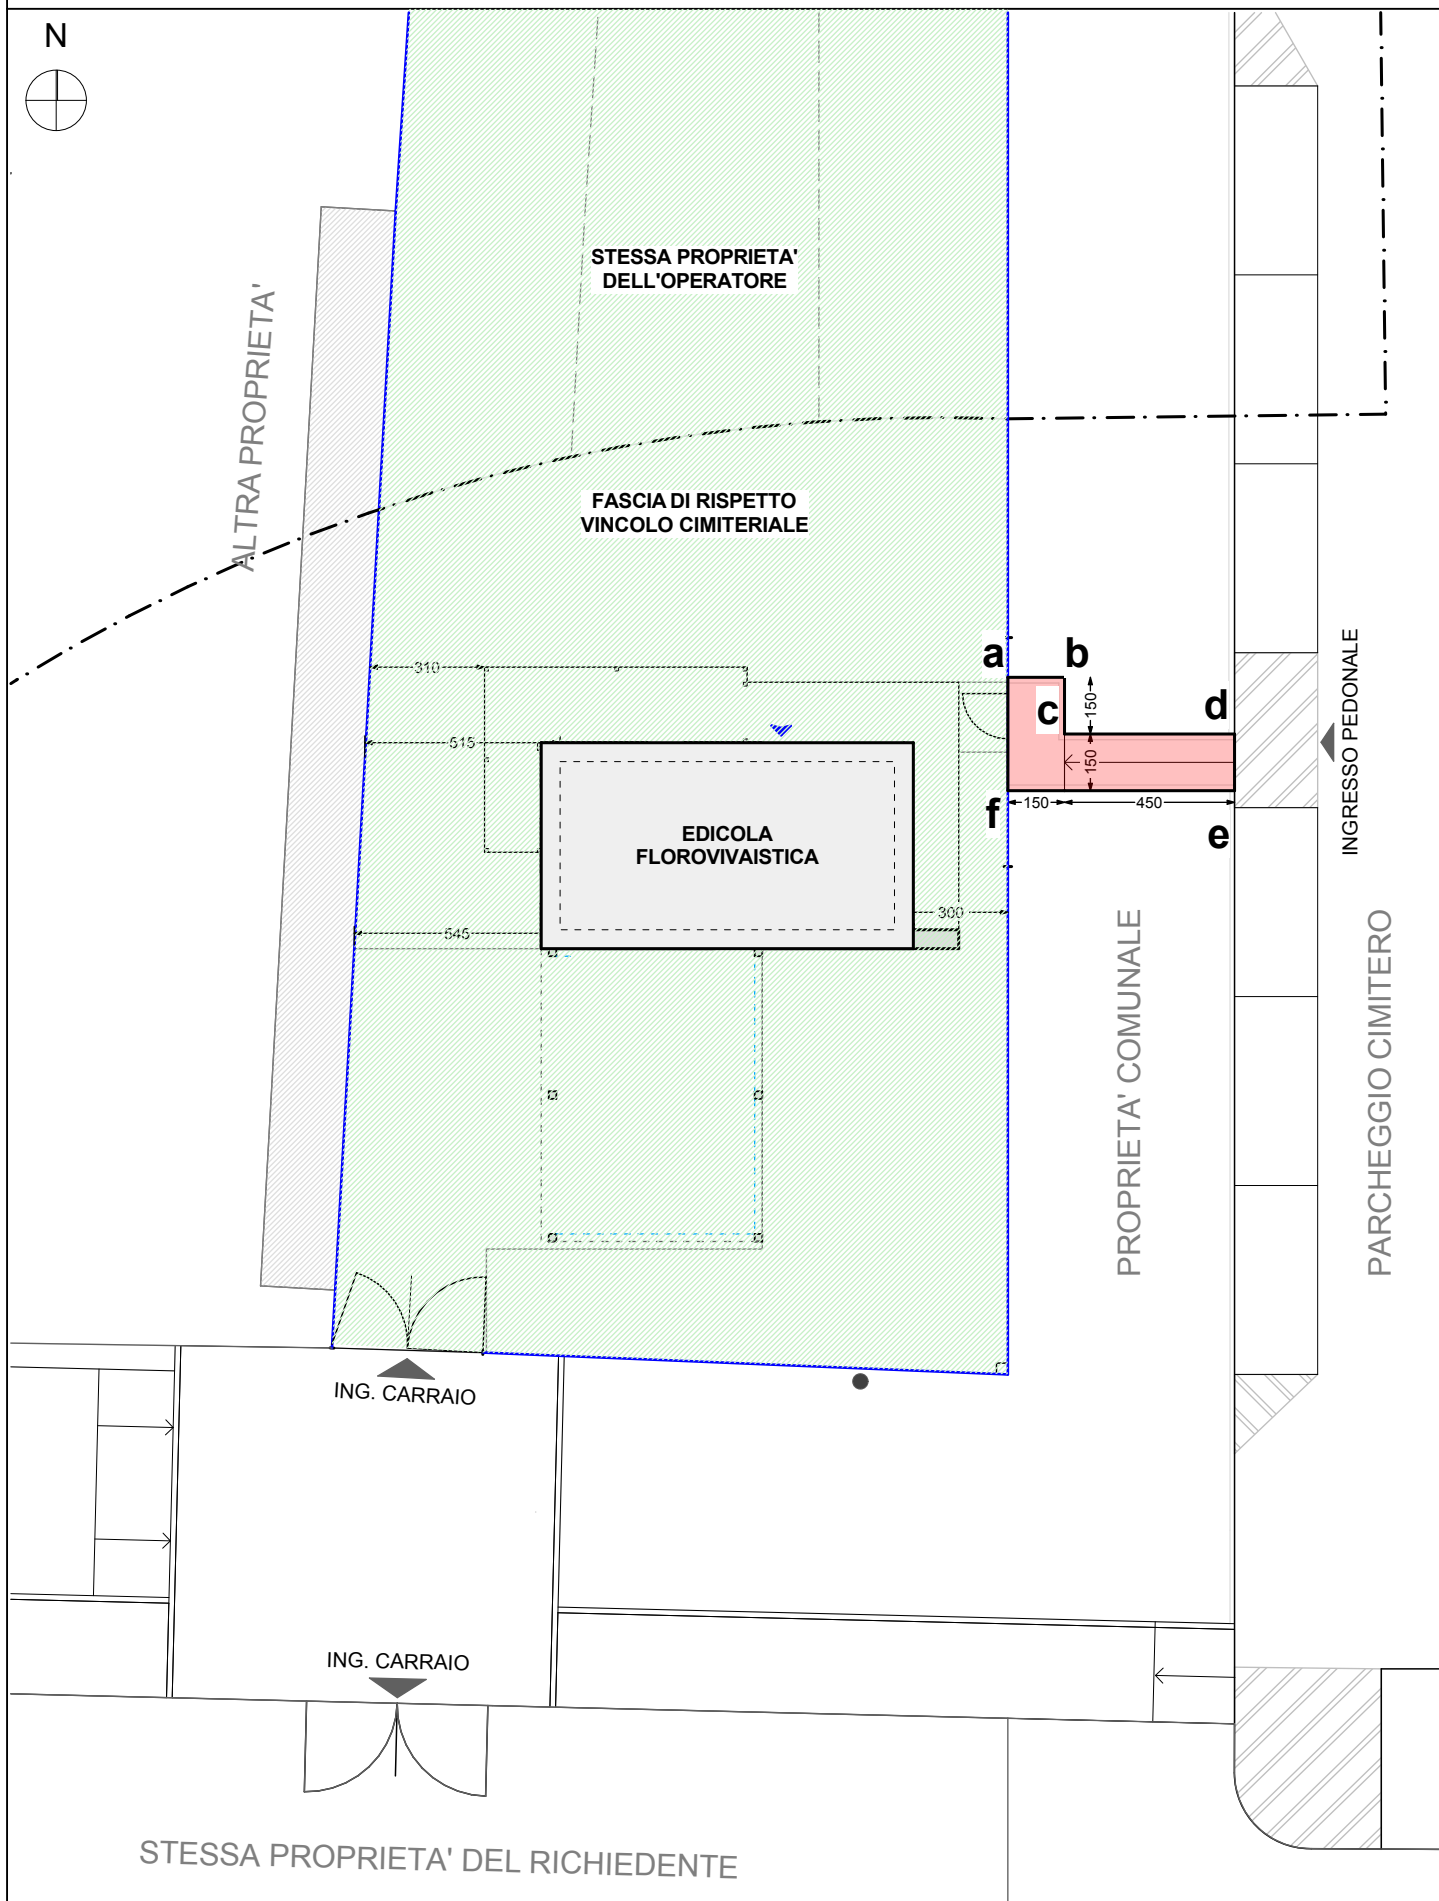 N
STESSA PROPRIETA'
DELL'OPERATORE
ALTRA PROPRIETA'
FASCIA DI RISPETTO
VINCOLO CIMITERIALE
a
b
310
c
150
d
INGRESSO PEDONALE
515
150
f
150
450
e
EDICOLA
FLOROVIVAISTICA
300
545
PROPRIETA' COMUNALE
PARCHEGGIO CIMITERO
ING. CARRAIO
ING. CARRAIO
STESSA PROPRIETA' DEL RICHIEDENTE